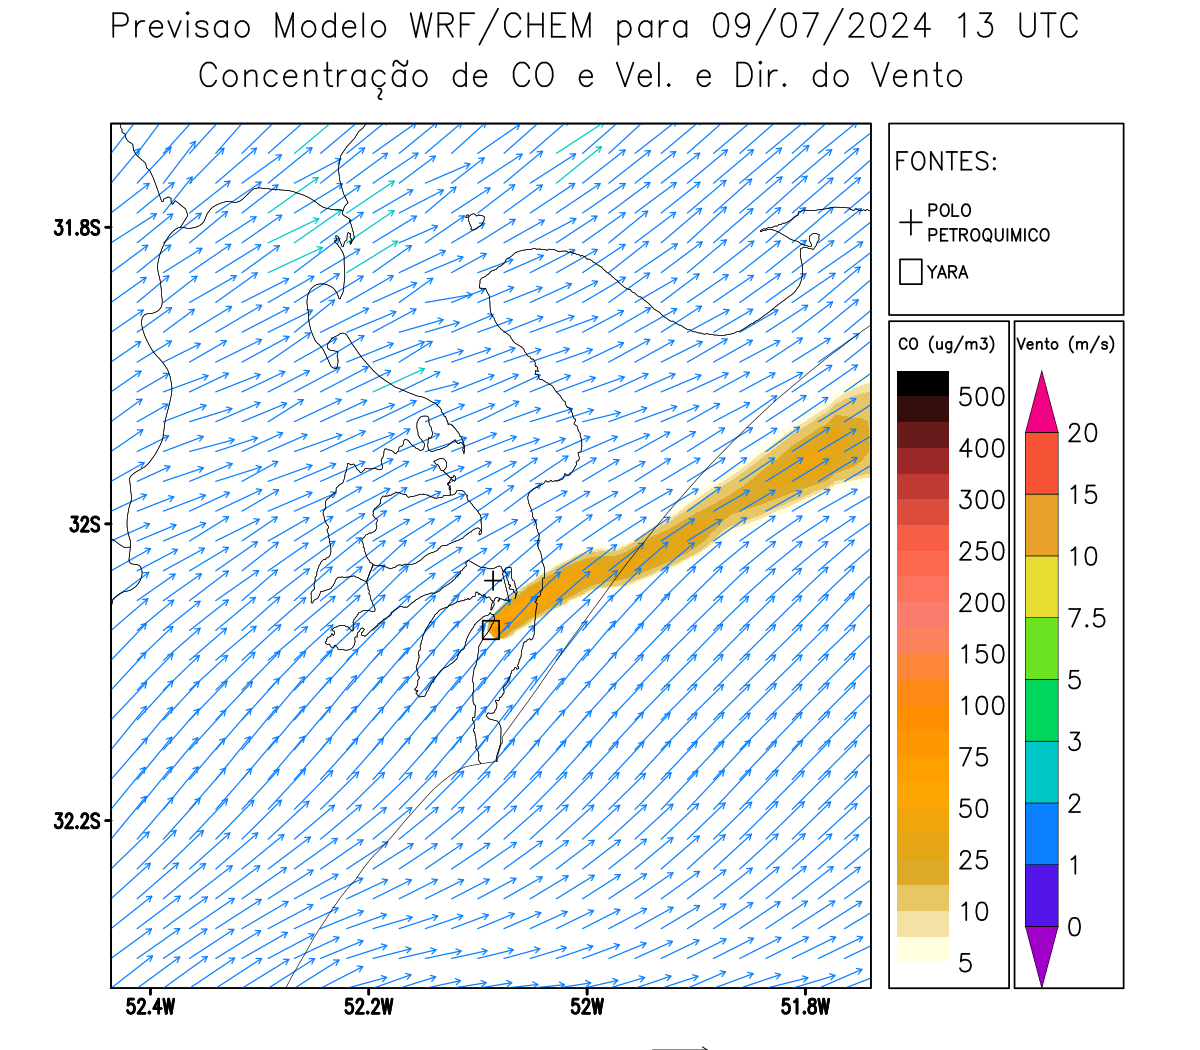 Previsao Modelo WRF/CHEM para 09/07/2024 13 UTC
Concentração de CO e Vel. e Dir. do Vento
FONTES:
POLO
PETROQUIMICO
YARA
CO (ug/m3)
500
400
300
250
200
150
100
75
50
25
10
5
Vento (m/s)
20
15
10
7.5
5
3
2
1
0
31.8S
32S
32.2S
52.4W
52.2W
52W
51.8W